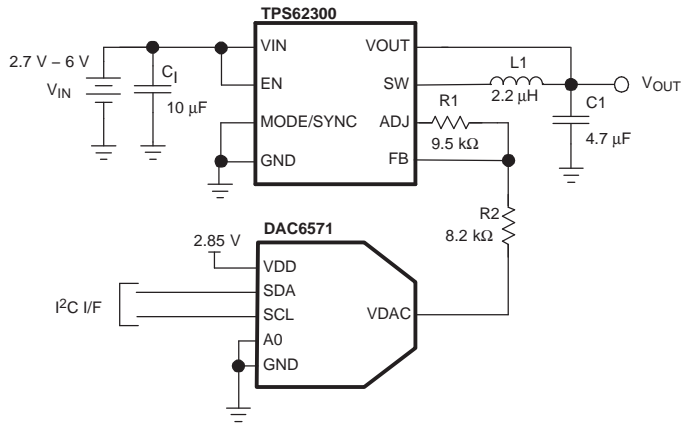 TPS62300
2.7 V – 6 V
VIN
CI
10 μF
VIN
EN
MODE/SYNC
GND
VOUT
SW
ADJ
FB
L1
2.2 μH
R1
9.5 kΩ
VOUT
C1
4.7 μF
R2
8.2 kΩ
DAC6571
2.85 V
I²C I/F
VDD
SDA
SCL
A0
GND
VDAC